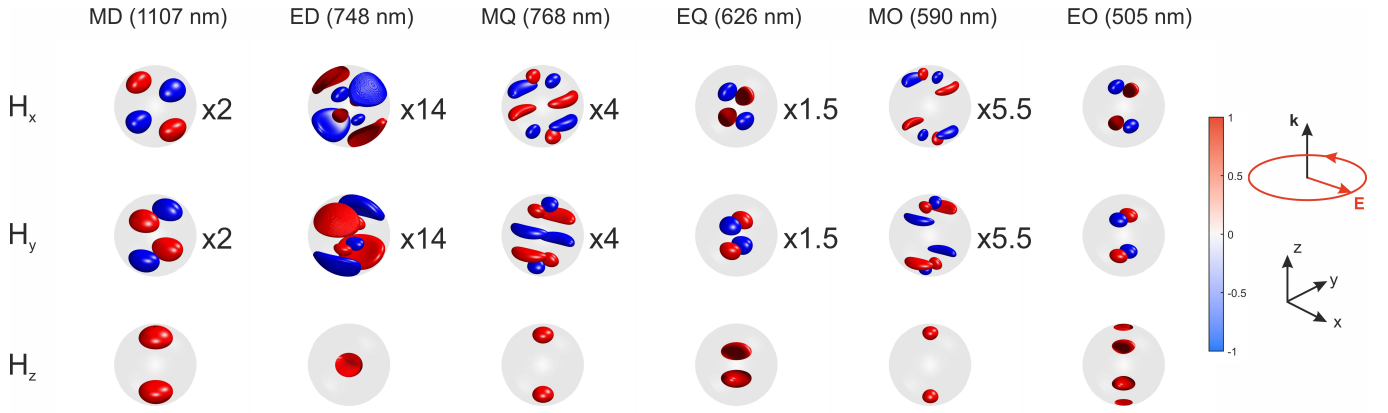 MD (1107 nm) ED (748 nm) MQ (768 nm) EQ (626 nm) MO (590 nm) EO (505 nm)
Hx x2 x14 x4 x1.5 x5.5
Hy x2 x14 x4 x1.5 x5.5
Hz
1
0.5
0
-0.5
-1
k
E
z
y
x